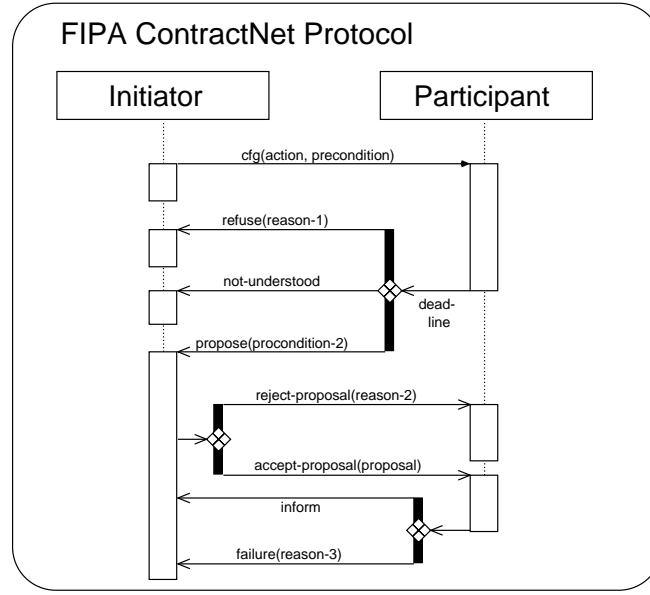 FIPA ContractNet Protocol
Initiator
Participant
cfg(action, precondition)
refuse(reason-1)
not-understood
dead-
line
propose(procondition-2)
reject-proposal(reason-2)
accept-proposal(proposal)
inform
failure(reason-3)